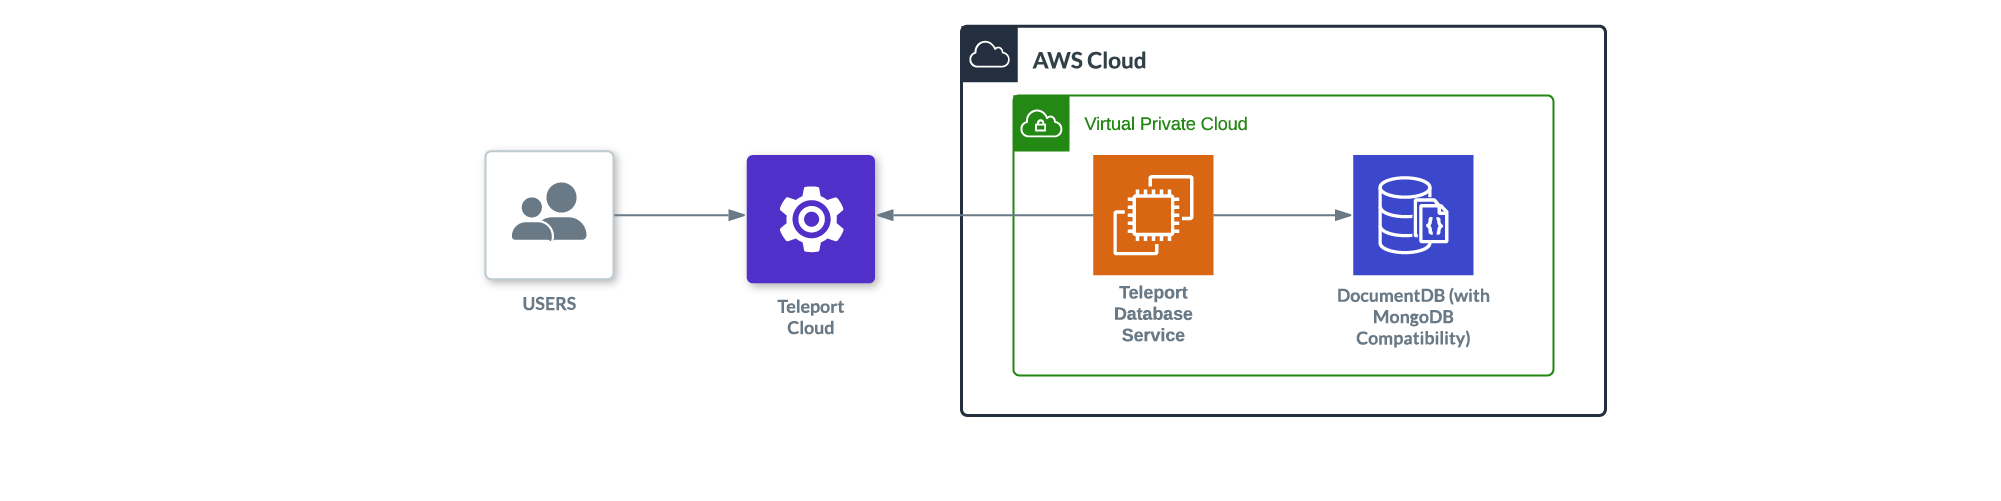 AWS Cloud
Virtual Private Cloud
USERS
Teleport
Cloud
Teleport
Database
Service
DocumentDB (with
MongoDB
Compatibility)